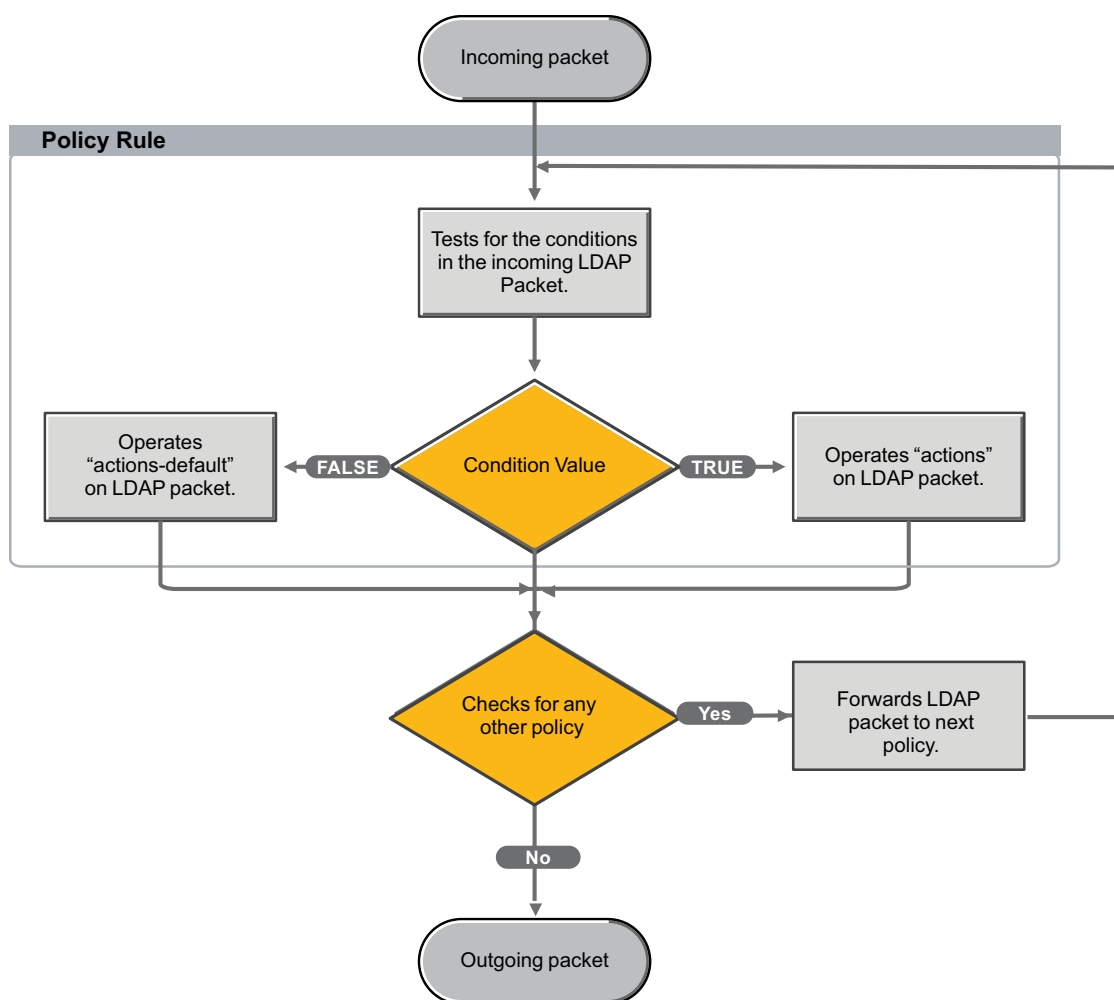 Incoming packet
Policy Rule
Tests for the conditions
in the incoming LDAP
Packet.
Operates
“actions-default”
on LDAP packet.
FALSE
Condition Value
TRUE
Operates “actions”
on LDAP packet.
Checks for any
other policy
Yes
Forwards LDAP
packet to next
policy.
No
Outgoing packet